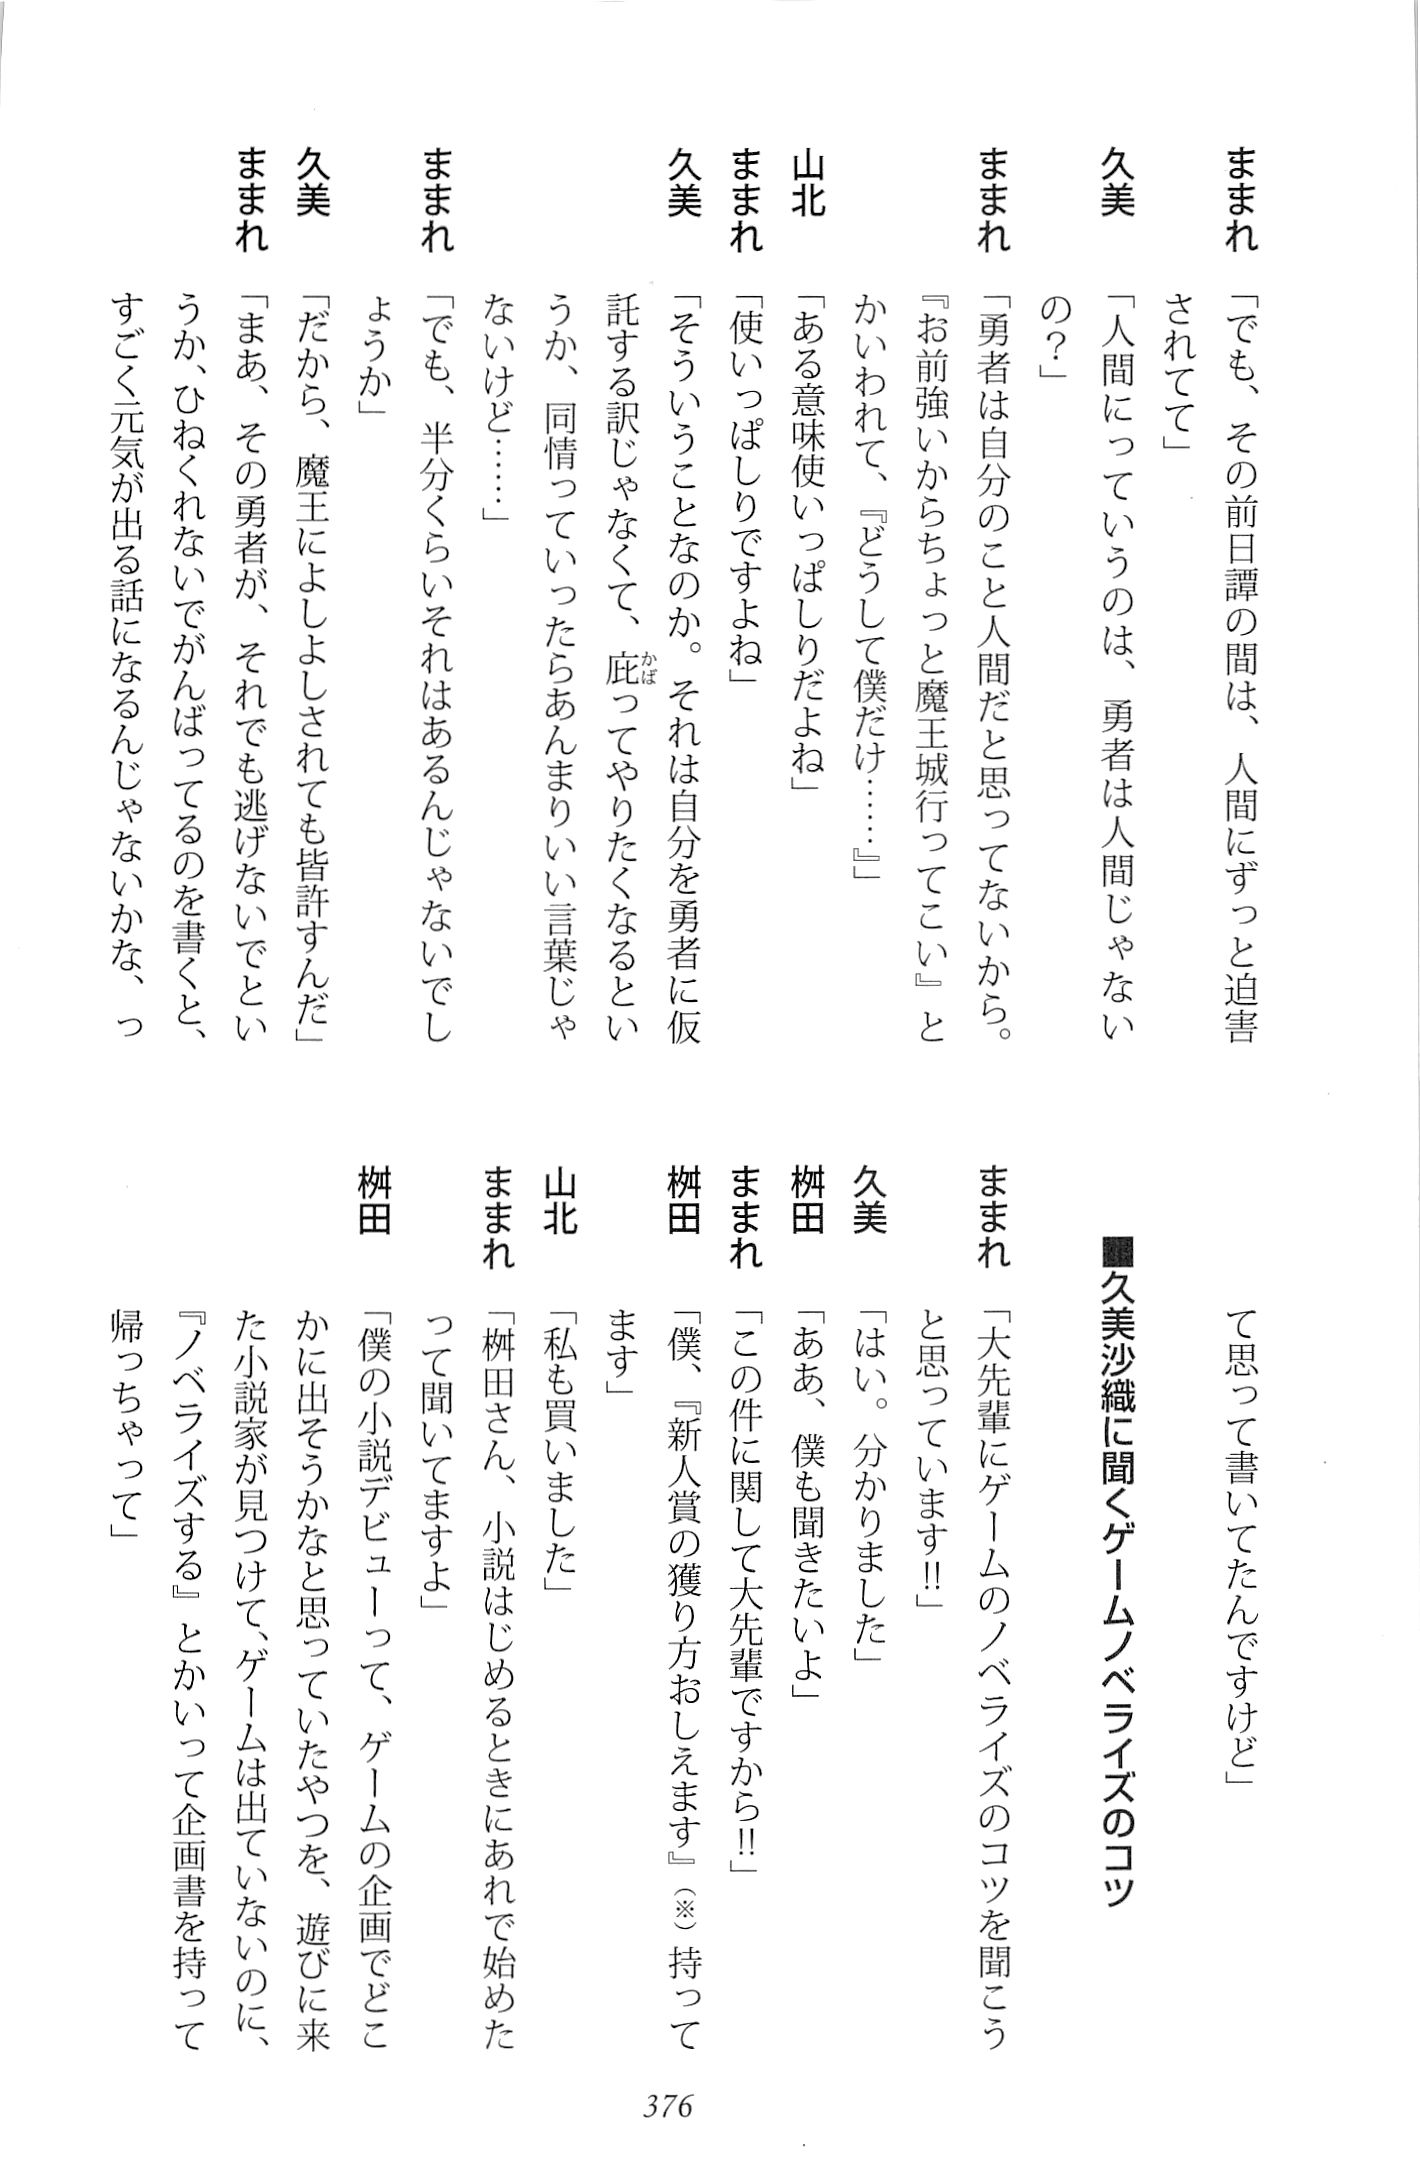 ままれ 「でも、その前日譚の間は、人間にずっと迫害
されてて」
久美 「人間にっていうのは、勇者は人間じゃない
の？」
ままれ 「勇者は自分のこと人間だと思ってないから。
『お前強いからちょっと魔王城行ってこい』と
かいわれて、『どうして僕だけ……』」
山北 「ある意味使いっぱしりだよね」
ままれ 「使いっぱしりですよね」
久美 「そういうことなのか。それは自分を勇者に仮
託する訳じゃなくて、庇かばってやりたくなるとい
うか、同情っていったらあんまりいい言葉じゃ
ないけど……」
ままれ 「でも、半分くらいそれはあるんじゃないでし
ょうか」
久美 「だから、魔王によしよしされても皆許すんだ」
ままれ 「まあ、その勇者が、それでも逃げないでとい
うか、ひねくれないでがんばってるのを書くと、
すごく元気が出る話になるんじゃないかな、っ
て思って書いてたんですけど」
■久美沙織に聞くゲームノベライズのコツ
ままれ 「大先輩にゲームのノベライズのコツを聞こう
と思っています!!」
久美 「はい。分かりました」
桝田 「ああ、僕も聞きたいよ」
ままれ 「この件に関して大先輩ですから!!」
桝田 「僕、『新人賞の獲り方おしえます』（※）持って
ます」
山北 「私も買いました」
ままれ 「桝田さん、小説はじめるときにあれで始めた
って聞いてますよ」
桝田 「僕の小説デビューって、ゲームの企画でどこ
かに出そうかなと思っていたやつを、遊びに来
た小説家が見つけて、ゲームは出ていないのに、
『ノベライズする』とかいって企画書を持って
帰っちゃって」
376